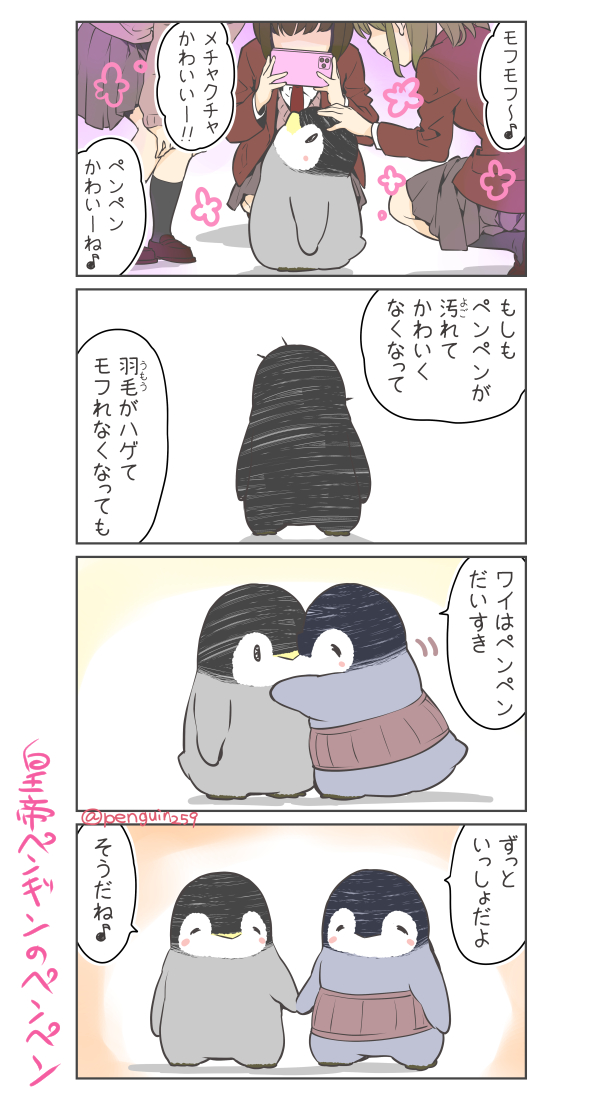 モフモフ～♪
メチャクチャ
かわいいー!!
ペンペン
かわいーね♪
もしも
ペンペンが
汚れて
かわいく
なくなって
羽毛がハゲて
モフれなくなっても
ワイはペンペン
だいすき
ずっと
いっしょだよ
そうだね♪
@penguin259
皇帝ペンギンのペンペン